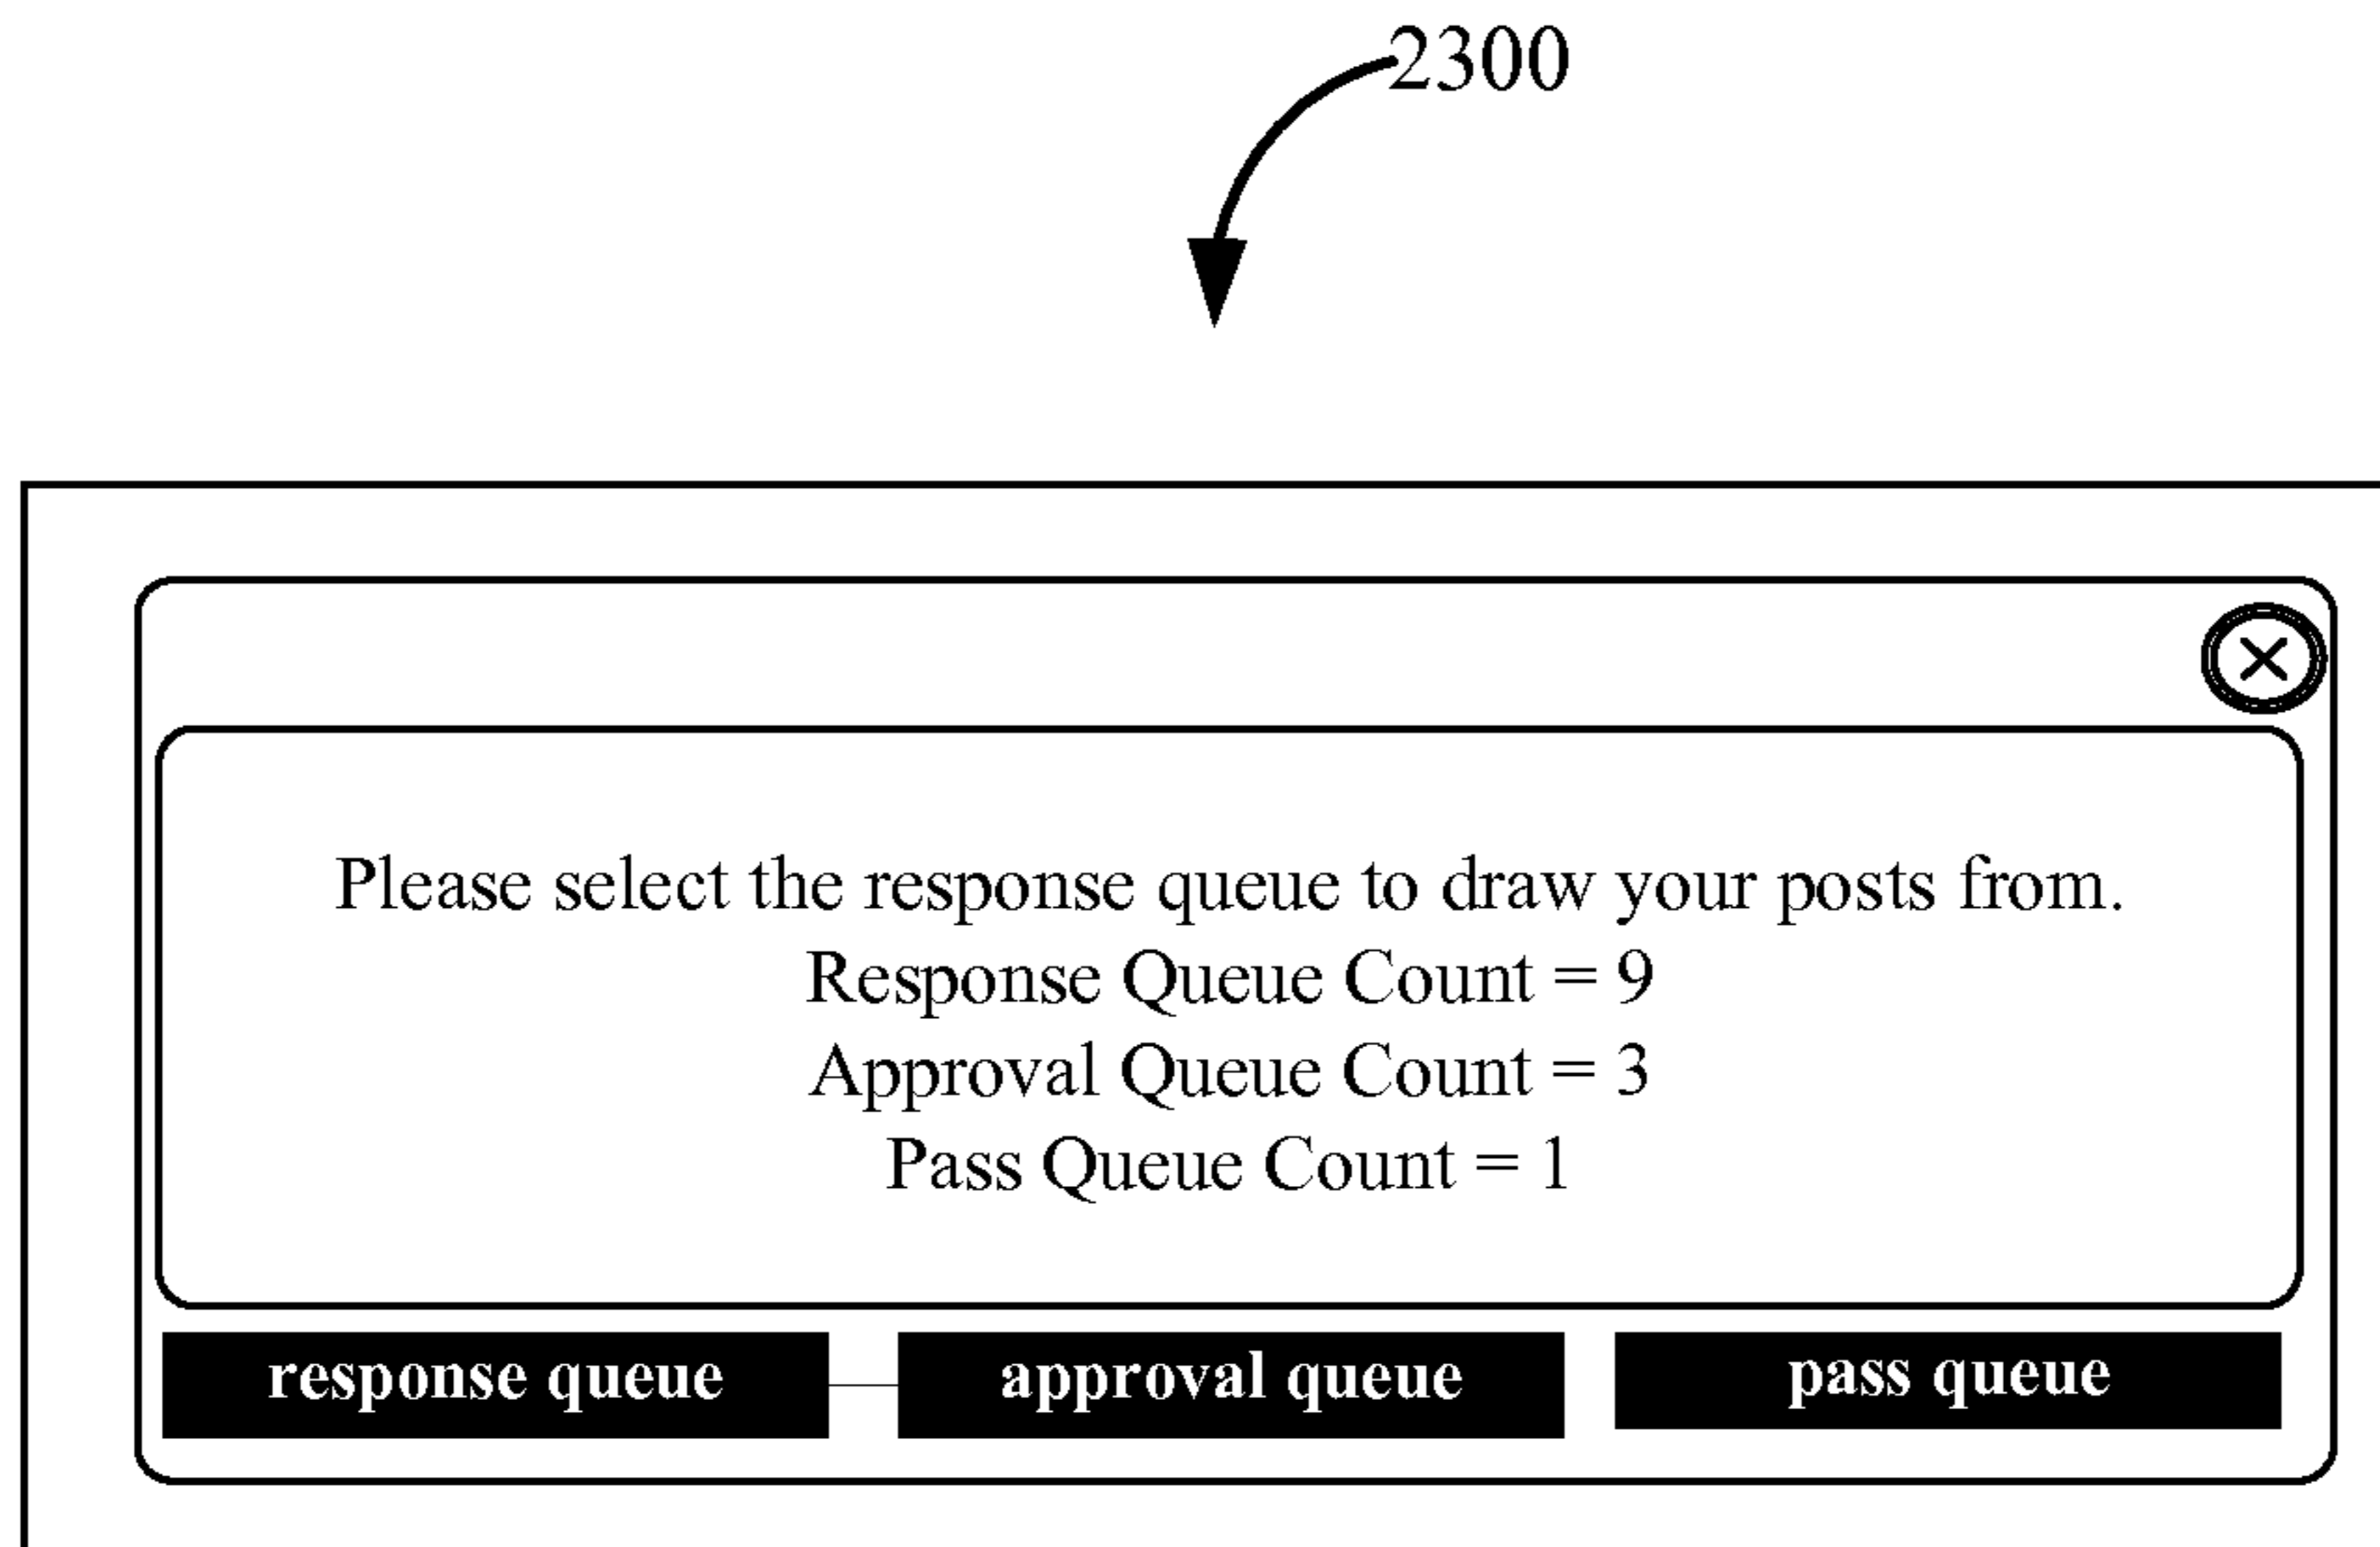 2300
Please select the response queue to draw your posts from.
Response Queue Count = 9
Approval Queue Count = 3
Pass Queue Count = 1
response queue approval queue pass queue